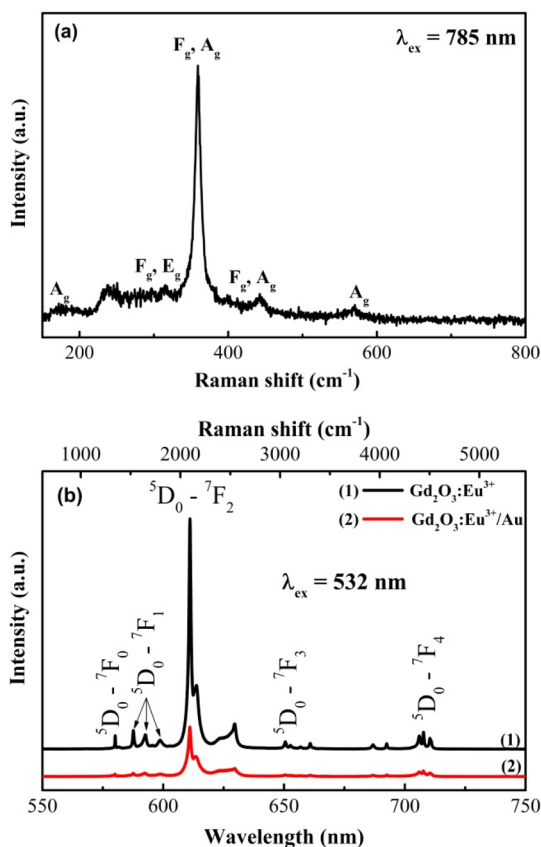 (a)
λex = 785 nm
Fg, Ag
Ag
Fg, Eg
Fg, Ag
Ag
Intensity (a.u.)
200 400 600 800
Raman shift (cm-1)
Raman shift (cm-1)
1000 2000 3000 4000 5000
(b)
5D0 - 7F2
(1) Gd2O3:Eu3+
(2) Gd2O3:Eu3+/Au
λex = 532 nm
5D0 - 7F0
5D0 - 7F1
5D0 - 7F3
5D0 - 7F4
(1)
(2)
Intensity (a.u.)
550 600 650 700 750
Wavelength (nm)